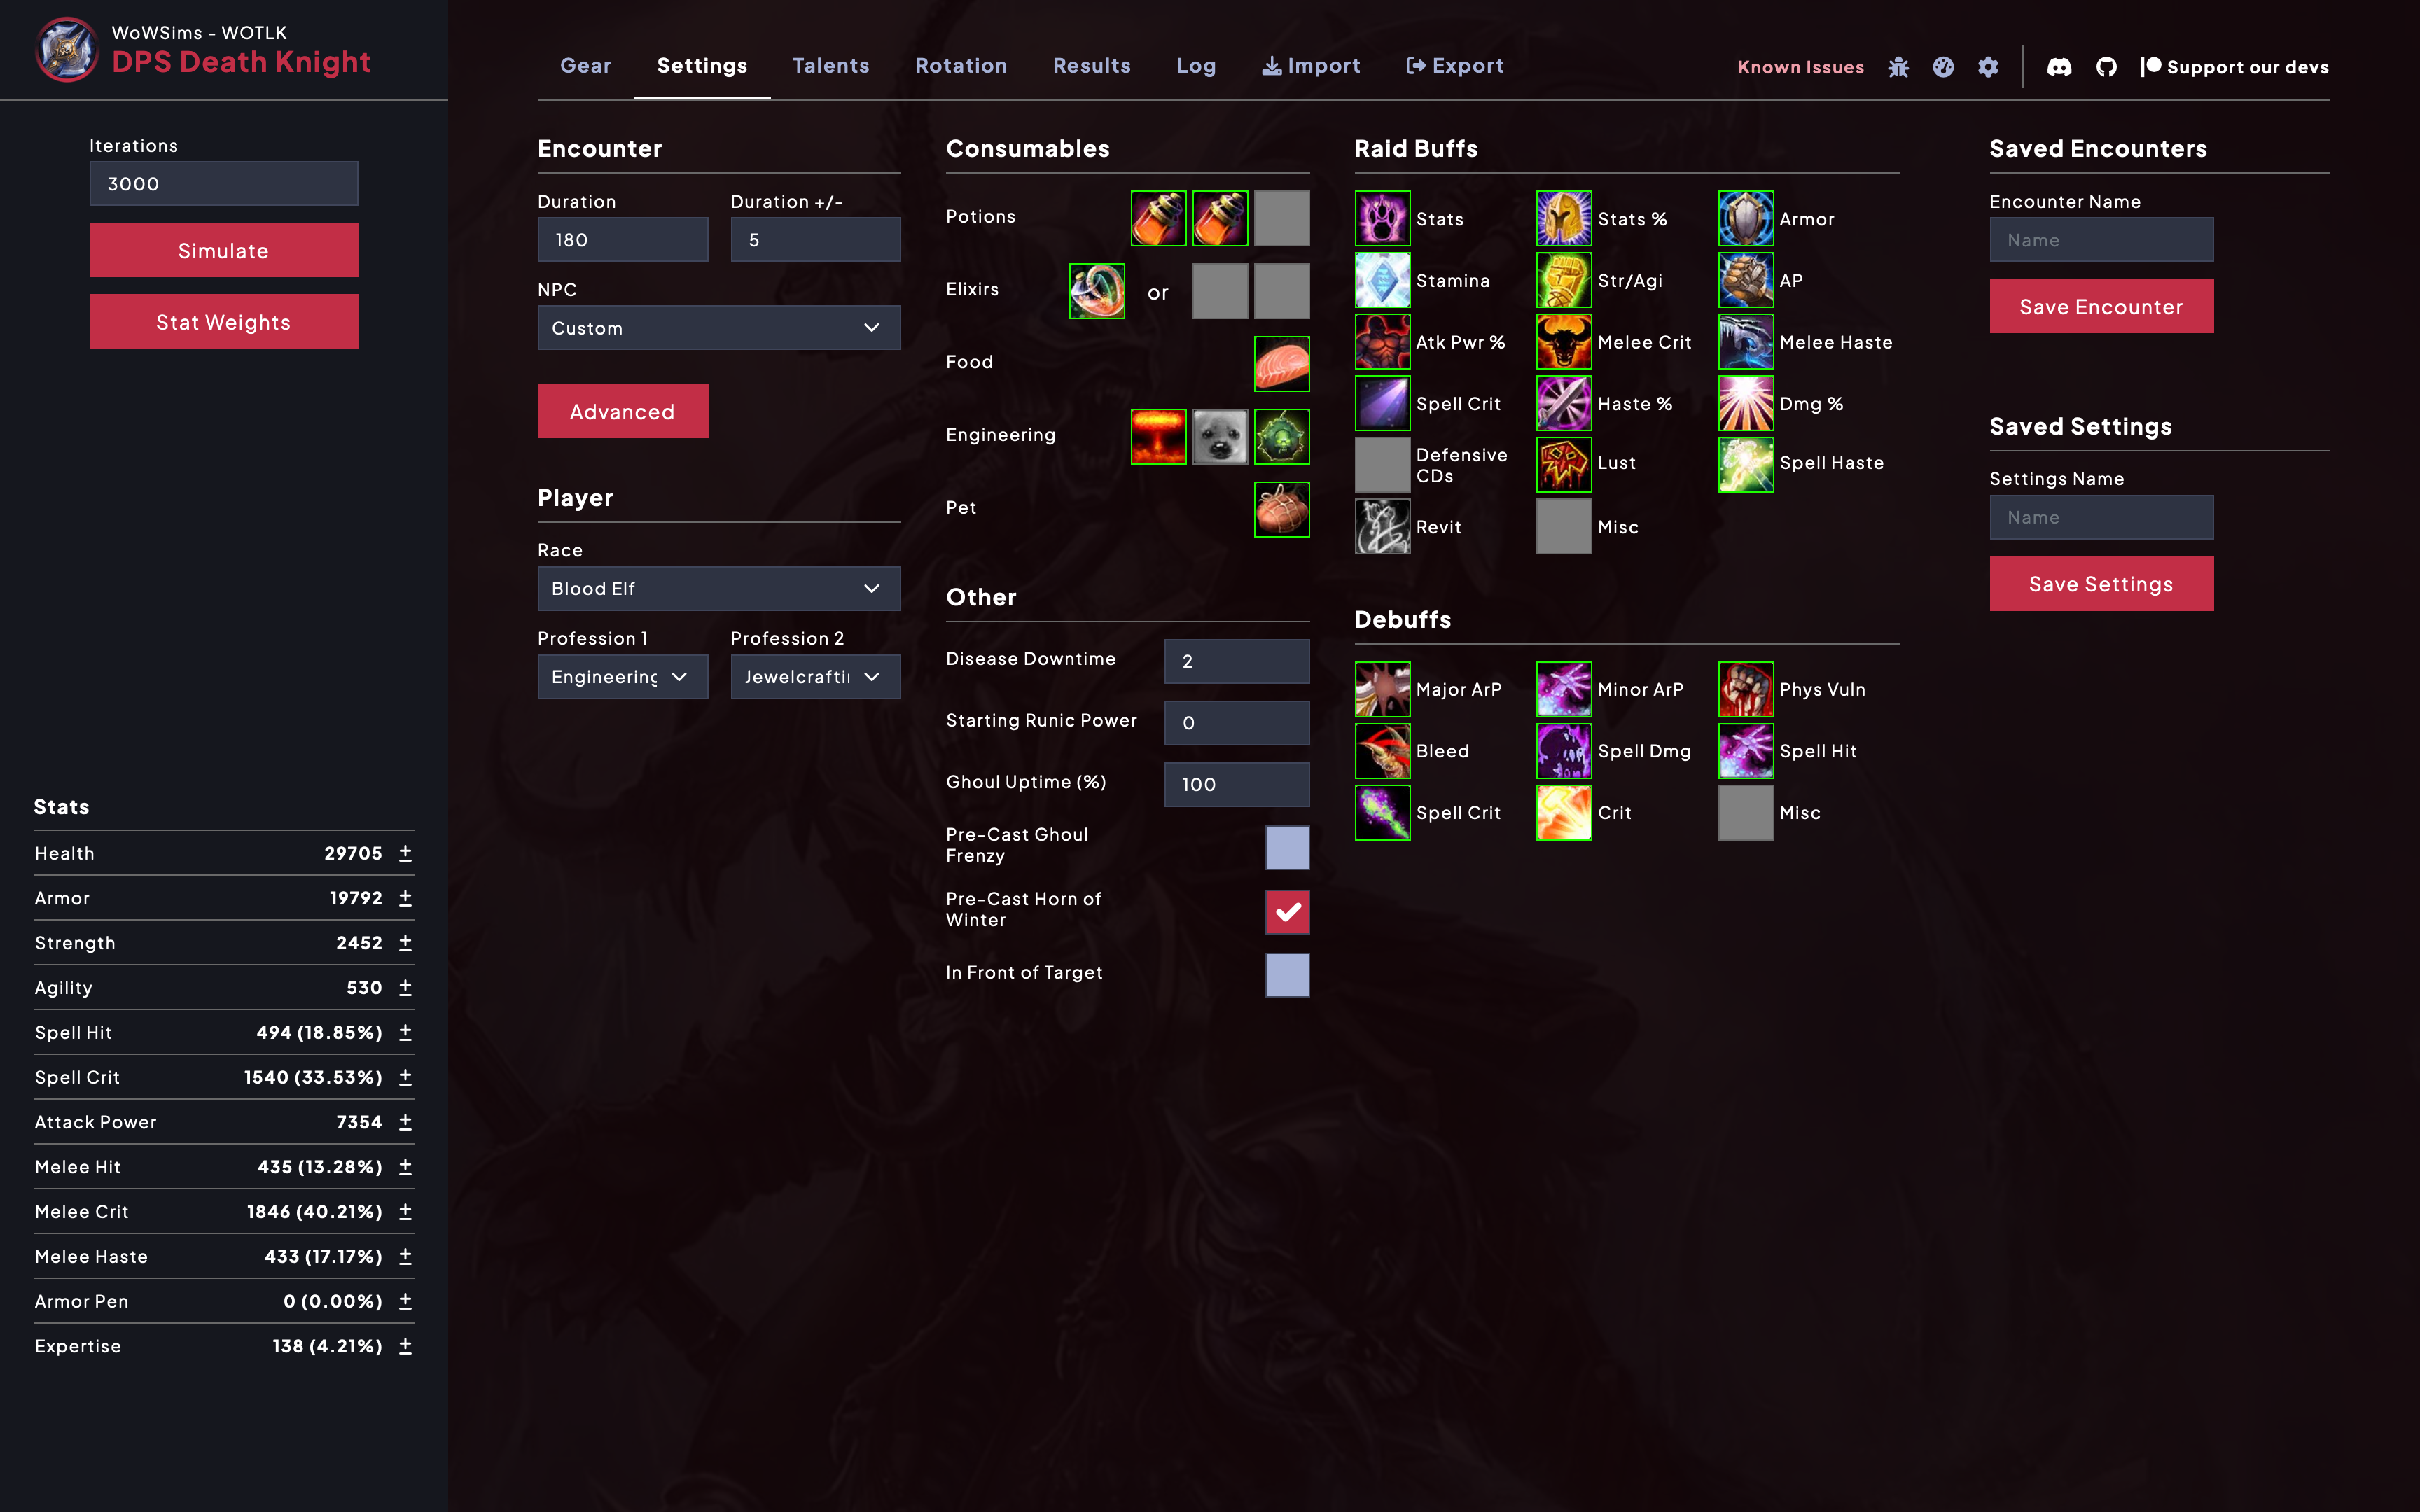 WoWSims - WOTLK
DPS Death Knight
Gear
Settings
Talents
Rotation
Results
Log
Import
Export
Known Issues
Support our devs
Iterations
3000
Simulate
Stat Weights
Stats
Health 29705
Armor 19792
Strength 2452
Agility 530
Spell Hit 494 (18.85%)
Spell Crit 1540 (33.53%)
Attack Power 7354
Melee Hit 435 (13.28%)
Melee Crit 1846 (40.21%)
Melee Haste 433 (17.17%)
Armor Pen 0 (0.00%)
Expertise 138 (4.21%)
Encounter
Duration
180
Duration +/-
5
NPC
Custom
Advanced
Player
Race
Blood Elf
Profession 1
Engineering
Profession 2
Jewelcrafti
Consumables
Potions
Elixirs
or
Food
Engineering
Pet
Other
Disease Downtime 2
Starting Runic Power 0
Ghoul Uptime (%) 100
Pre-Cast Ghoul
Frenzy
Pre-Cast Horn of
Winter
In Front of Target
Raid Buffs
Stats
Stats %
Armor
Stamina
Str/Agi
AP
Atk Pwr %
Melee Crit
Melee Haste
Spell Crit
Haste %
Dmg %
Defensive
CDs
Lust
Spell Haste
Revit
Misc
Debuffs
Major ArP
Minor ArP
Phys Vuln
Bleed
Spell Dmg
Spell Hit
Spell Crit
Crit
Misc
Saved Encounters
Encounter Name
Name
Save Encounter
Saved Settings
Settings Name
Name
Save Settings